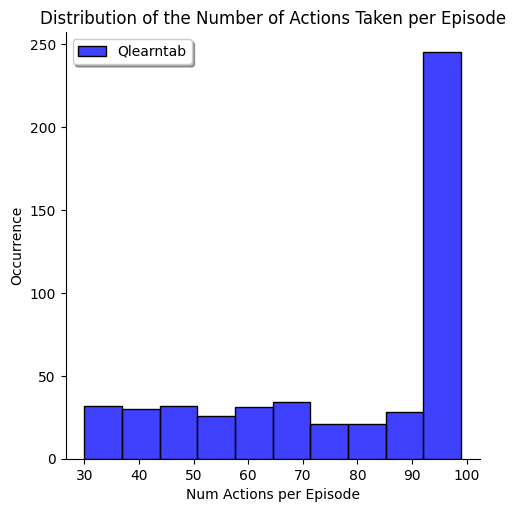 Distribution of the Number of Actions Taken per Episode
Qlearntab
250
200
150
100
50
0
Occurrence
30 40 50 60 70 80 90 100
Num Actions per Episode